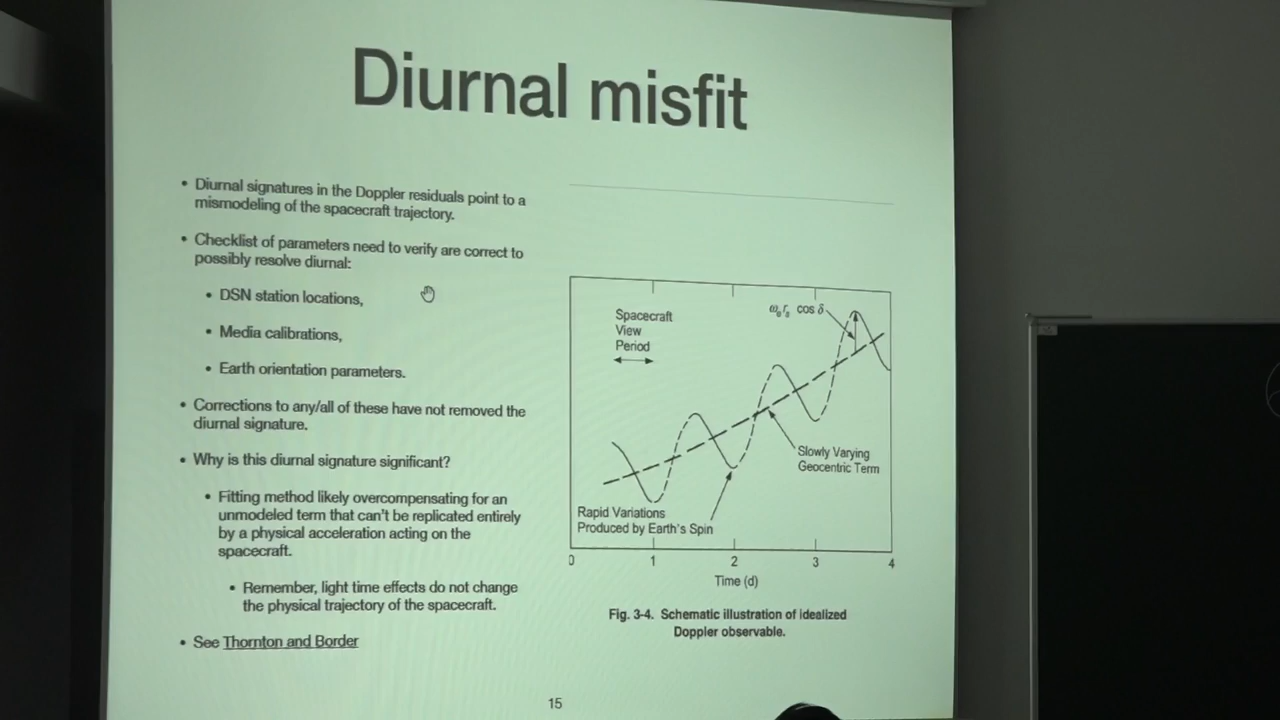 Diurnal misfit
• Diurnal signatures in the Doppler residuals point to a
mismodeling of the spacecraft trajectory.
• Checklist of parameters need to verify are correct to
possibly resolve diurnal:
• DSN station locations,
• Media calibrations,
• Earth orientation parameters.
• Corrections to any/all of these have not removed the
diurnal signature.
• Why is this diurnal signature significant?
• Fitting method likely overcompensating for an
unmodeled term that can't be replicated entirely
by a physical acceleration acting on the
spacecraft.
• Remember, light time effects do not change
the physical trajectory of the spacecraft.
• See Thornton and Border
Spacecraft
View
Period
cos δ
Slowly Varying
Geocentric Term
Rapid Variations
Produced by Earth's Spin
0 1 2 3 4
Time (d)
Fig. 3-4. Schematic illustration of idealized
Doppler observable.
15